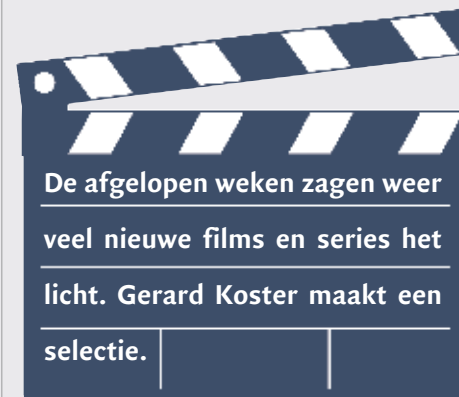 De afgelopen weken zagen weer
veel nieuwe films en series het
licht. Gerard Koster maakt een
selectie.